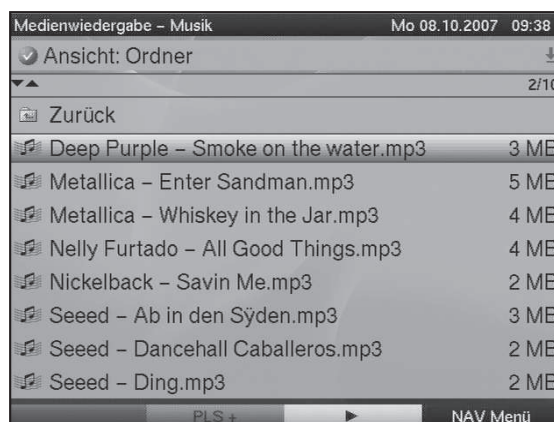 Medienwiedergabe – Musik Mo 08.10.2007 09:38
Ansicht: Ordner
2/10
Zurück
Deep Purple – Smoke on the water.mp3 3 MB
Metallica – Enter Sandman.mp3 5 MB
Metallica – Whiskey in the Jar.mp3 4 MB
Nelly Furtado – All Good Things.mp3 4 MB
Nickelback – Savin Me.mp3 2 MB
Seeed – Ab in den Sÿden.mp3 3 MB
Seeed – Dancehall Caballeros.mp3 2 MB
Seeed – Ding.mp3 2 MB
PLS + NAV Menü